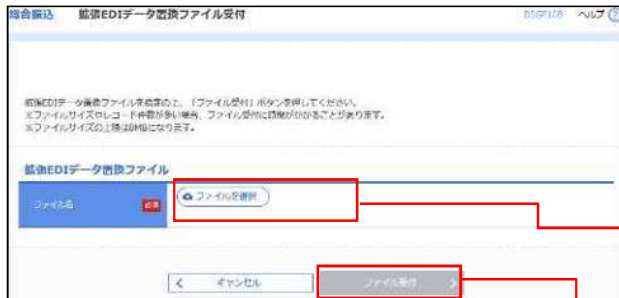 総合振込 拡張EDIデータ置換ファイル受付 ヘルプ
拡張EDIデータ置換ファイルを指定の上、「ファイル受付」ボタンを押してください。
※ファイルサイズやレコード件数が多い場合、ファイル受付に時間がかかることがあります。
※ファイルサイズの上限は8MBになります。
拡張EDIデータ置換ファイル
ファイル名 必須 ファイルを選択
キャンセル ファイル受付